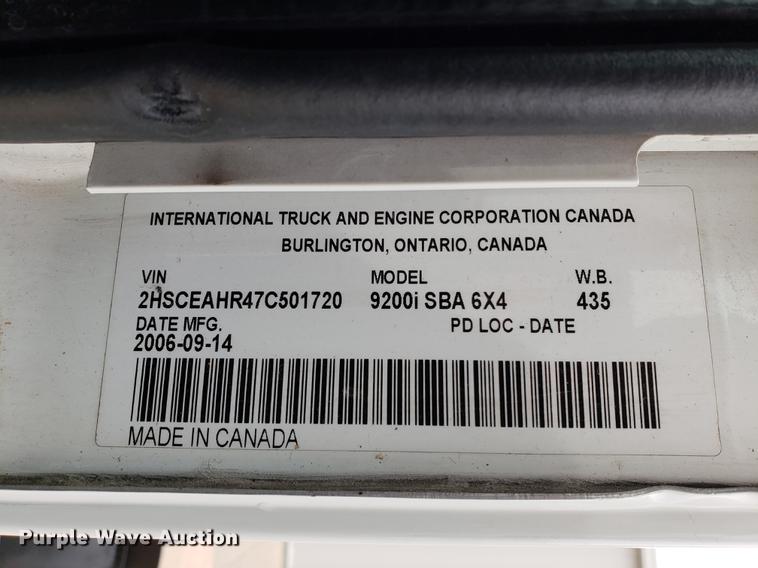 INTERNATIONAL TRUCK AND ENGINE CORPORATION CANADA
BURLINGTON, ONTARIO, CANADA
VIN MODEL W.B.
2HSCEAHR47C501720 9200i SBA 6X4 435
DATE MFG. PD LOC - DATE
2006-09-14
MADE IN CANADA
Purple Wave Auction